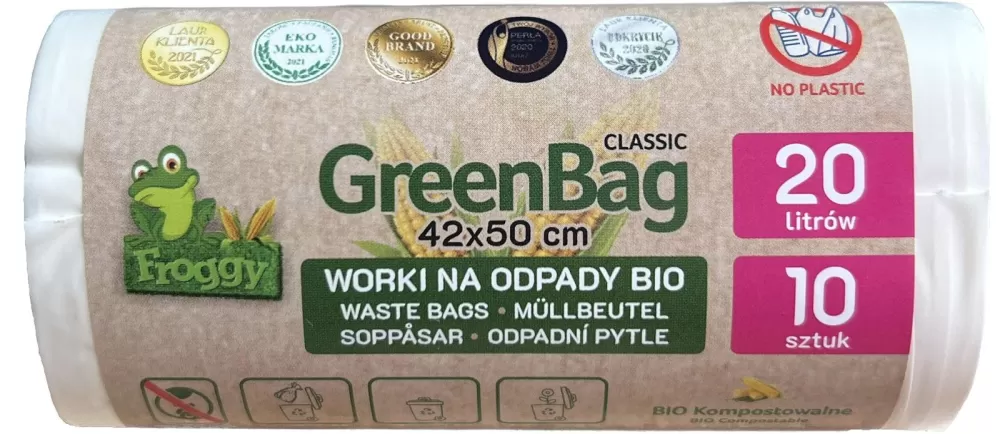 LAUR KLIENTA 2021
EKO MARKA 2021
GOOD BRAND 2021
PERŁA 2020
ODKRYCIE 2020
NO PLASTIC
CLASSIC
GreenBag
42x50 cm
20 litrów
Froggy
WORKI NA ODPADY BIO
WASTE BAGS • MÜLLBEUTEL
SOPPÅSAR • ODPADNÍ PYTLE
10 sztuk
BIO Kompostowalne
BIO Compostable